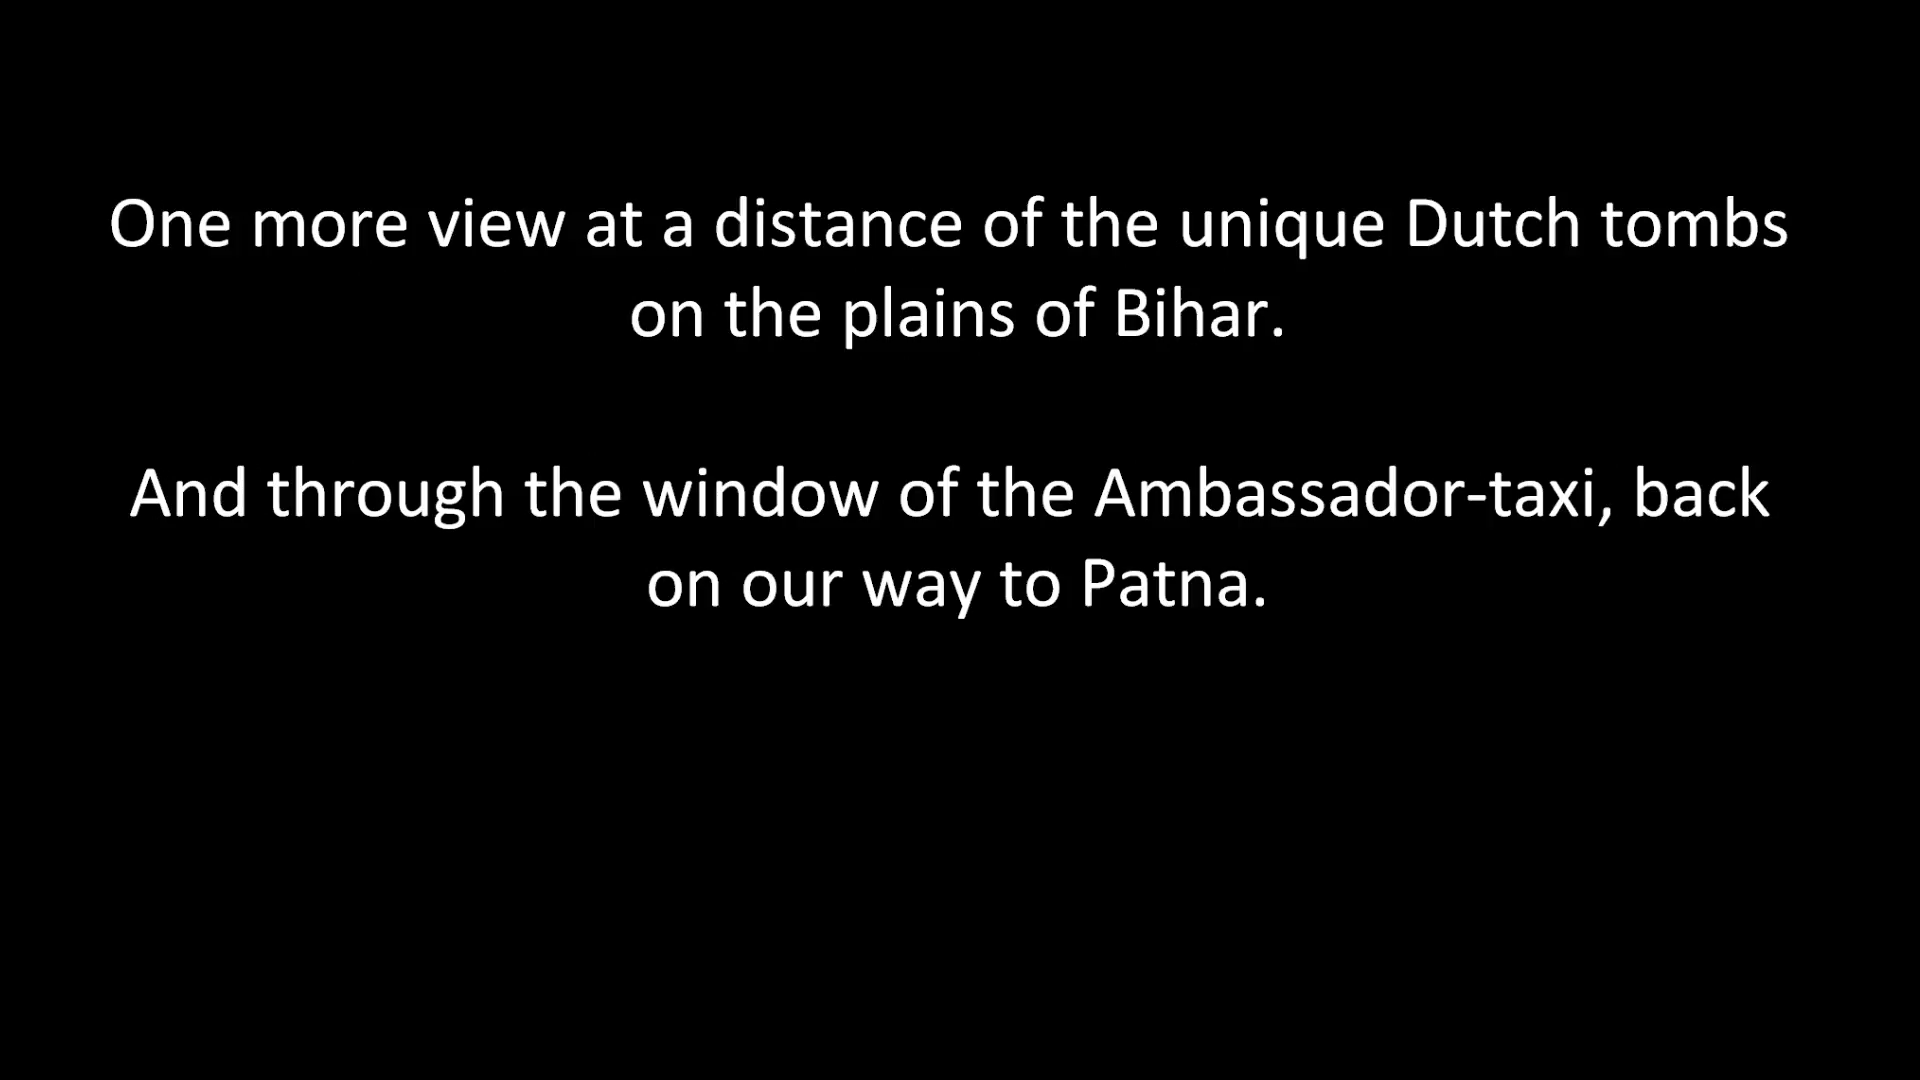 One more view at a distance of the unique Dutch tombs
on the plains of Bihar.
And through the window of the Ambassador-taxi, back
on our way to Patna.